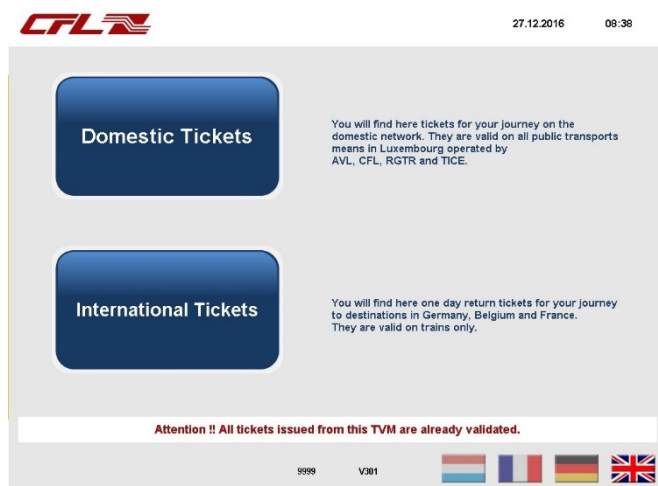 CFL
27.12.2016 08:38
Domestic Tickets
You will find here tickets for your journey on the
domestic network. They are valid on all public transports
means in Luxembourg operated by
AVL, CFL, RGTR and TICE.
International Tickets
You will find here one day return tickets for your journey
to destinations in Germany, Belgium and France.
They are valid on trains only.
Attention !! All tickets issued from this TVM are already validated.
9999 V301